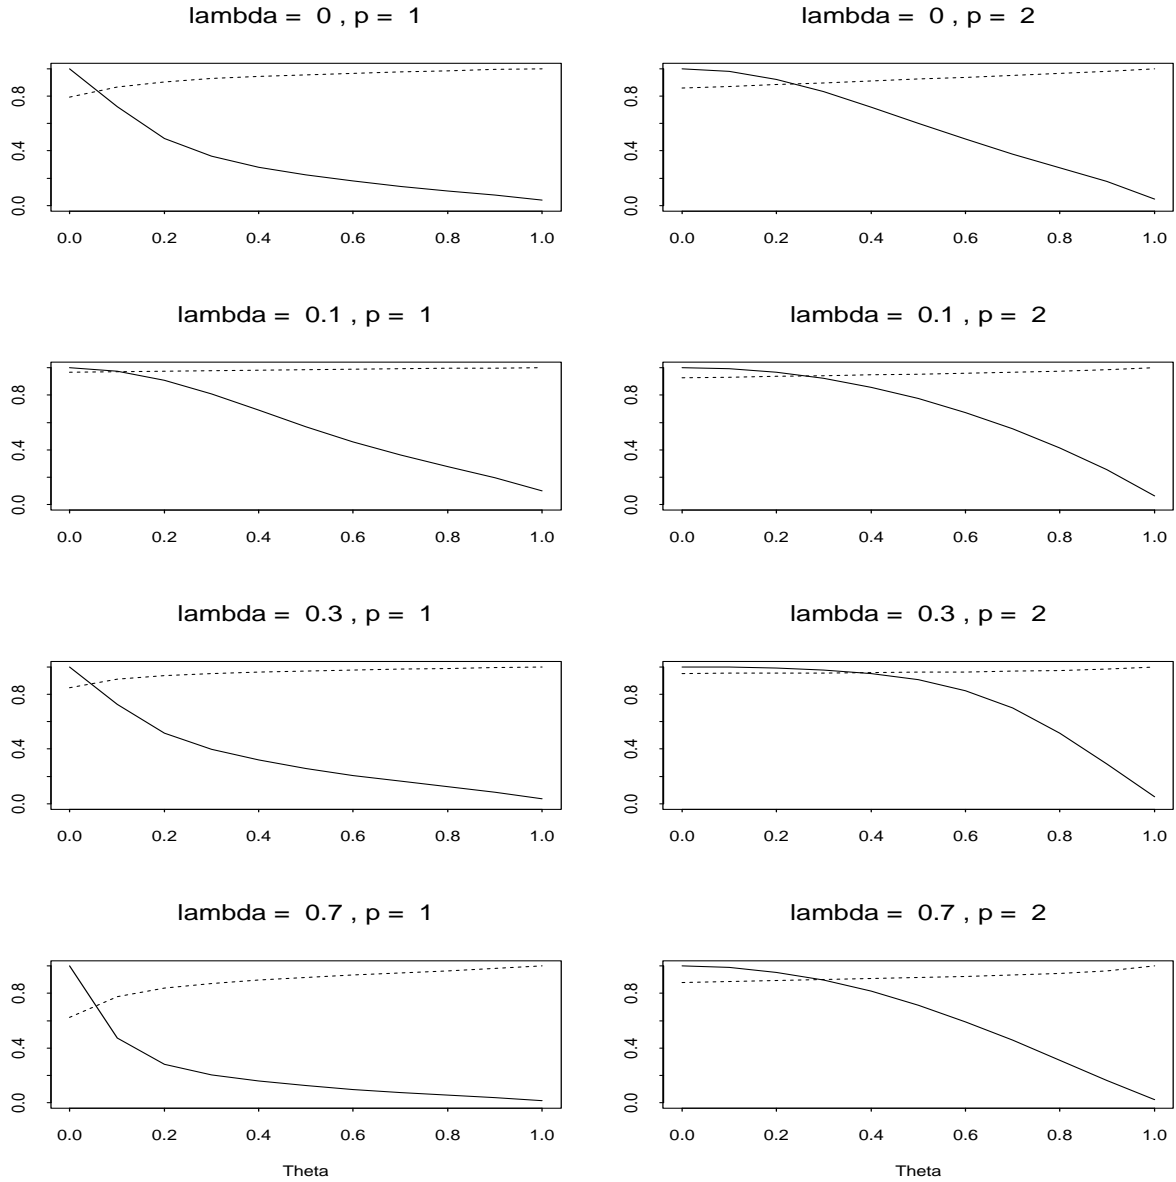 lambda = 0 , p = 1
0.0 0.4 0.8
0.0 0.2 0.4 0.6 0.8 1.0
lambda = 0 , p = 2
0.0 0.4 0.8
0.0 0.2 0.4 0.6 0.8 1.0
lambda = 0.1 , p = 1
0.0 0.4 0.8
0.0 0.2 0.4 0.6 0.8 1.0
lambda = 0.1 , p = 2
0.0 0.4 0.8
0.0 0.2 0.4 0.6 0.8 1.0
lambda = 0.3 , p = 1
0.0 0.4 0.8
0.0 0.2 0.4 0.6 0.8 1.0
lambda = 0.3 , p = 2
0.0 0.4 0.8
0.0 0.2 0.4 0.6 0.8 1.0
lambda = 0.7 , p = 1
0.0 0.4 0.8
0.0 0.2 0.4 0.6 0.8 1.0
Theta
lambda = 0.7 , p = 2
0.0 0.4 0.8
0.0 0.2 0.4 0.6 0.8 1.0
Theta